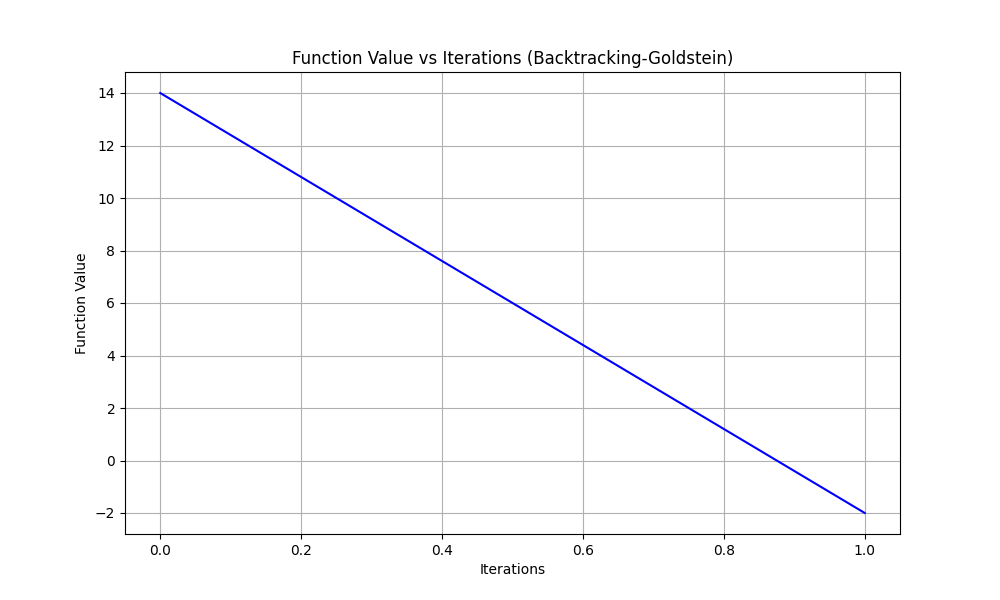 Function Value vs Iterations (Backtracking-Goldstein)
14
12
10
8
6
4
2
0
−2
Function Value
0.0 0.2 0.4 0.6 0.8 1.0
Iterations